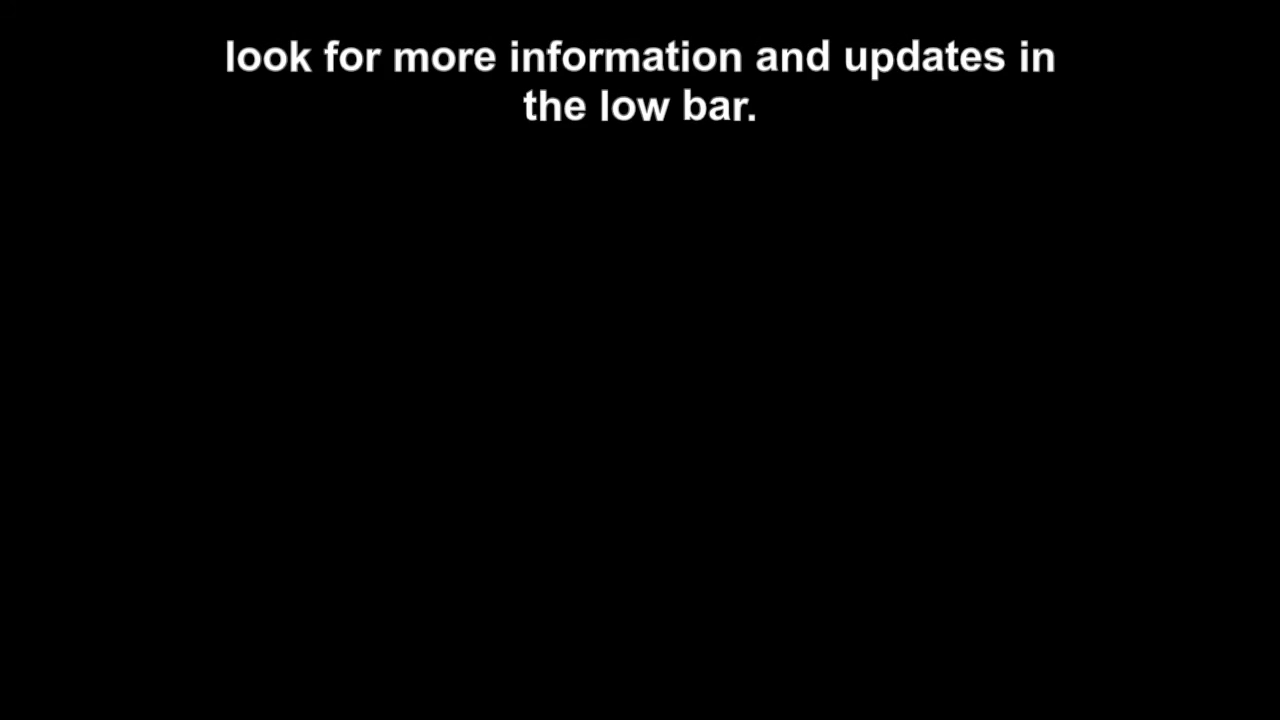 look for more information and updates in
the low bar.